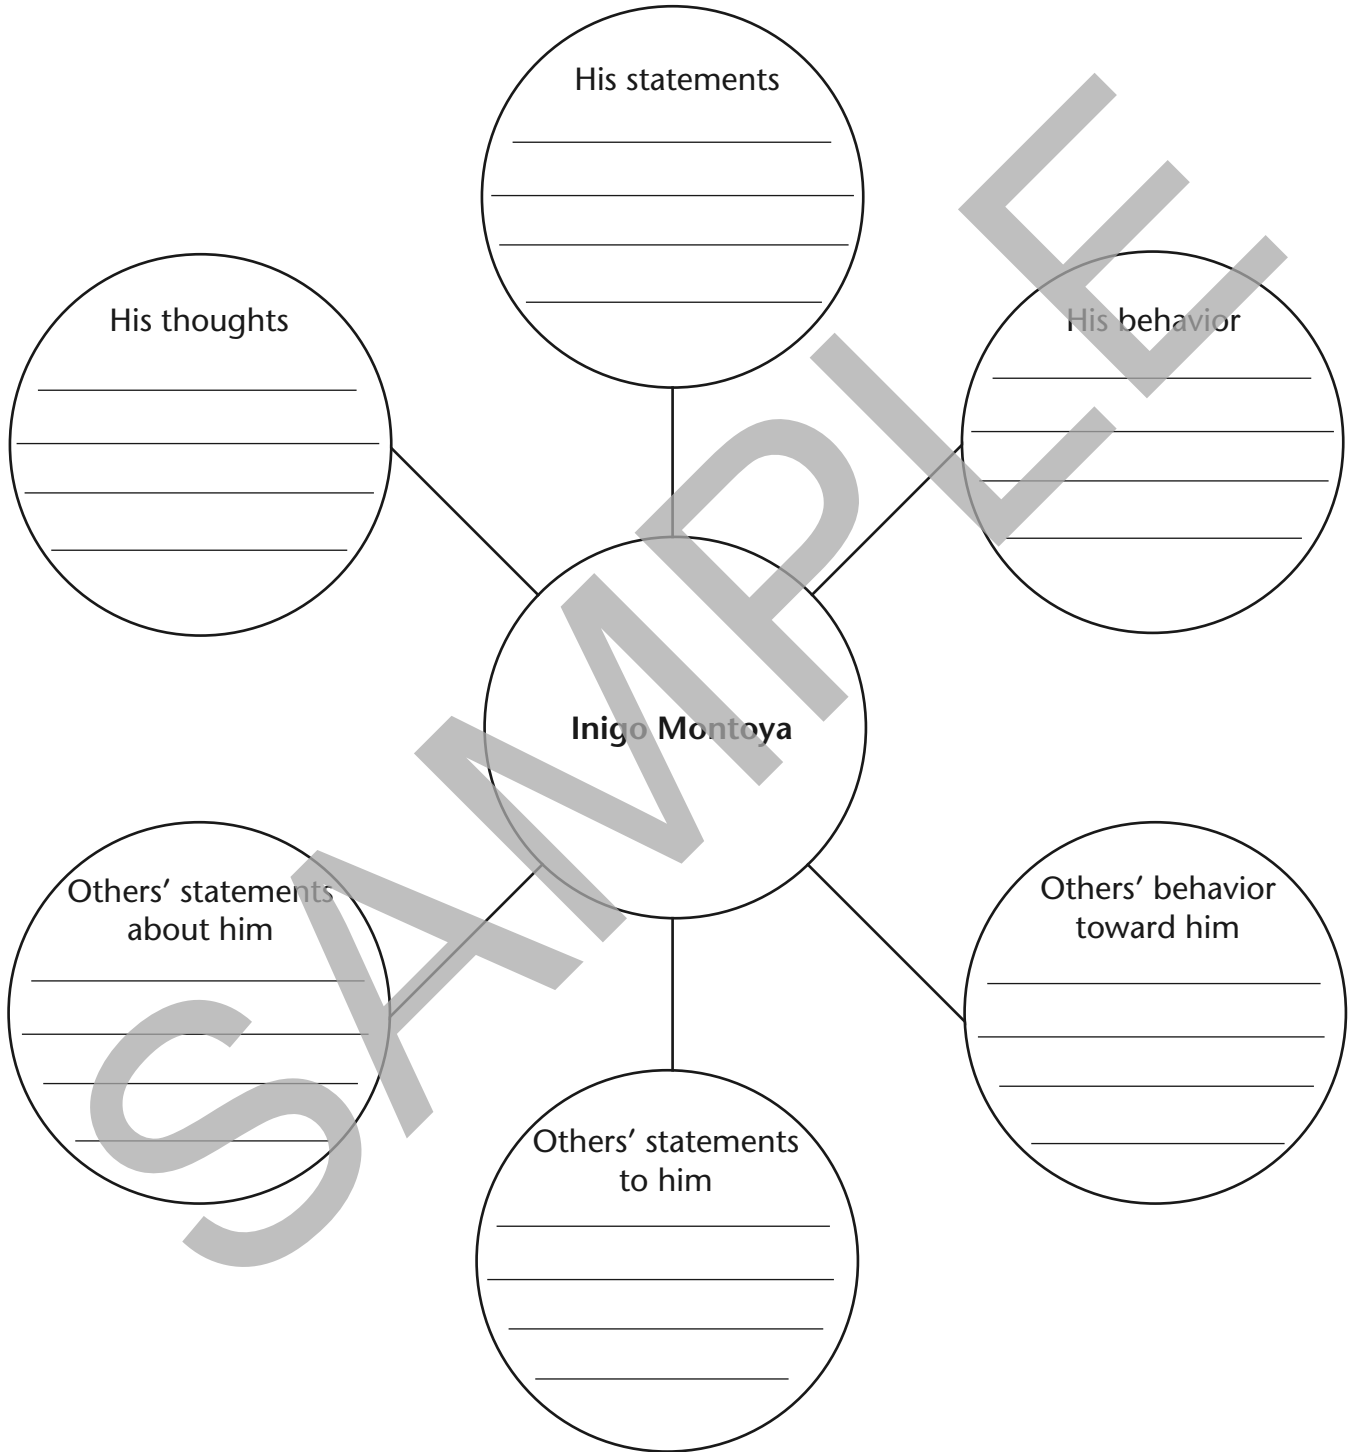 His statements
His thoughts
His behavior
Inigo Montoya
Others' statements
about him
Others' behavior
toward him
Others' statements
to him
SAMPLE